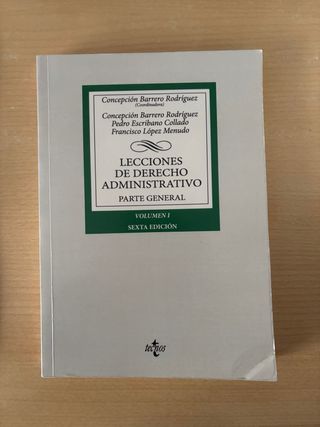 Concepción Barrero Rodríguez
(Coordinadora)
Concepción Barrero Rodríguez
Pedro Escribano Collado
Francisco López Menudo
LECCIONES
DE DERECHO
ADMINISTRATIVO
PARTE GENERAL
VOLUMEN I
SEXTA EDICIÓN
tecnos